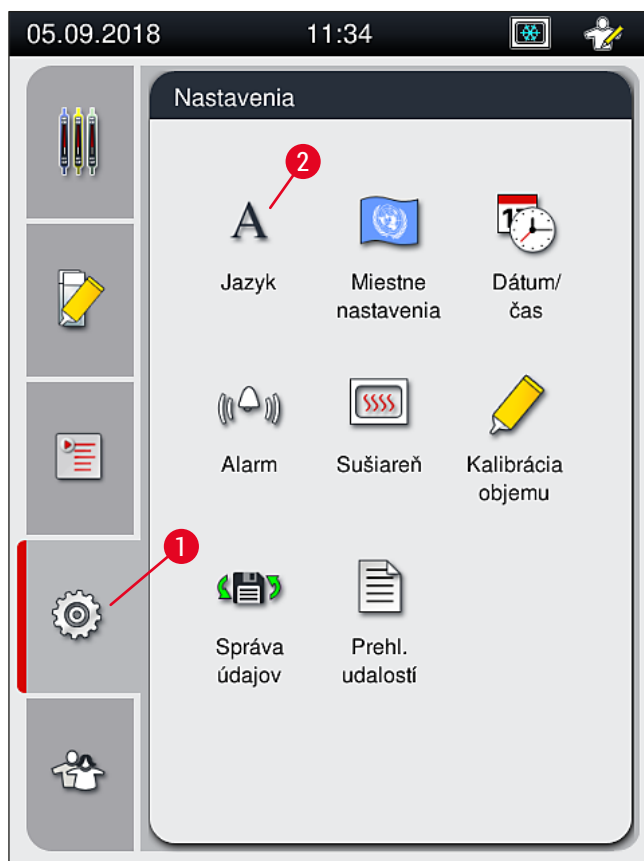 05.09.2018 11:34
Nastavenia
2
A
17
Jazyk
Miestne
nastavenia
Dátum/
čas
Alarm
Sušiareň
Kalibrácia
objemu
1
Správa
údajov
Prehl.
udalostí